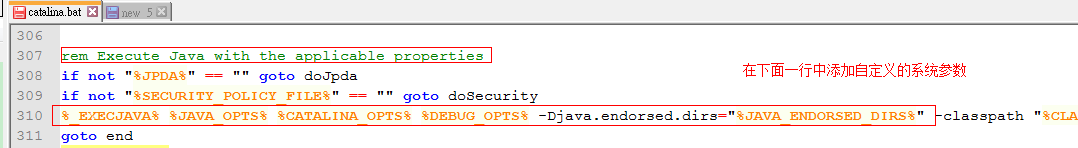 catalina.bat new 5
306
307 rem Execute Java with the applicable properties
308 if not "%JPDA%" == "" goto doJpda
在下面一行中添加自定义的系统参数
309 if not "%SECURITY_POLICY_FILE%" == "" goto doSecurity
310 %_EXECJAVA% %JAVA_OPTS% %CATALINA_OPTS% %DEBUG_OPTS% -Djava.endorsed.dirs="%JAVA_ENDORSED_DIRS%" -classpath "%CLA
311 goto end